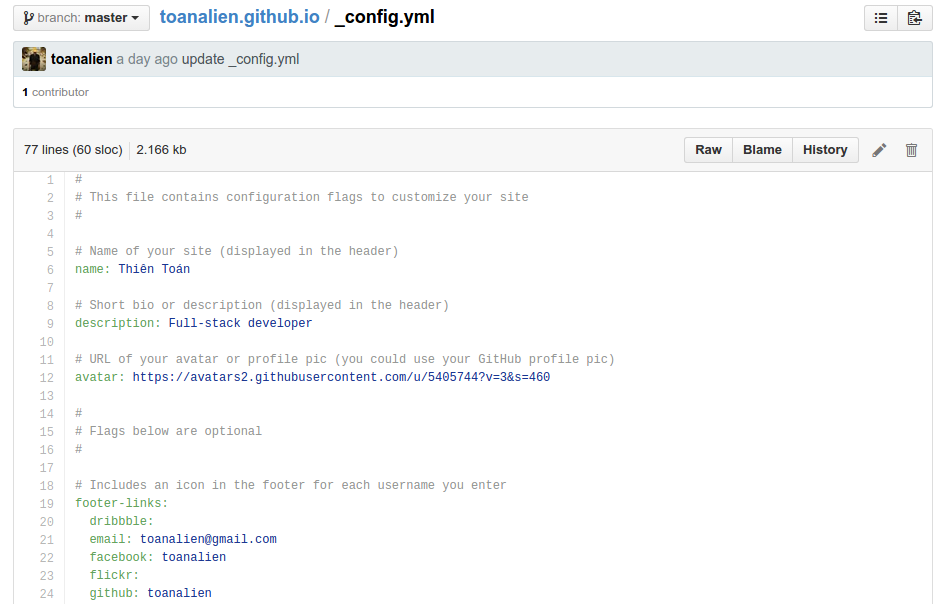 branch: master toanalien.github.io / _config.yml
toanalien a day ago update _config.yml
1 contributor
77 lines (60 sloc) 2.166 kb Raw Blame History
1 #
2 # This file contains configuration flags to customize your site
3 #
4
5 # Name of your site (displayed in the header)
6 name: Thiên Toán
7
8 # Short bio or description (displayed in the header)
9 description: Full-stack developer
10
11 # URL of your avatar or profile pic (you could use your GitHub profile pic)
12 avatar: https://avatars2.githubusercontent.com/u/5405744?v=3&s=460
13
14 #
15 # Flags below are optional
16 #
17
18 # Includes an icon in the footer for each username you enter
19 footer-links:
20 dribbble:
21 email: toanalien@gmail.com
22 facebook: toanalien
23 flickr:
24 github: toanalien